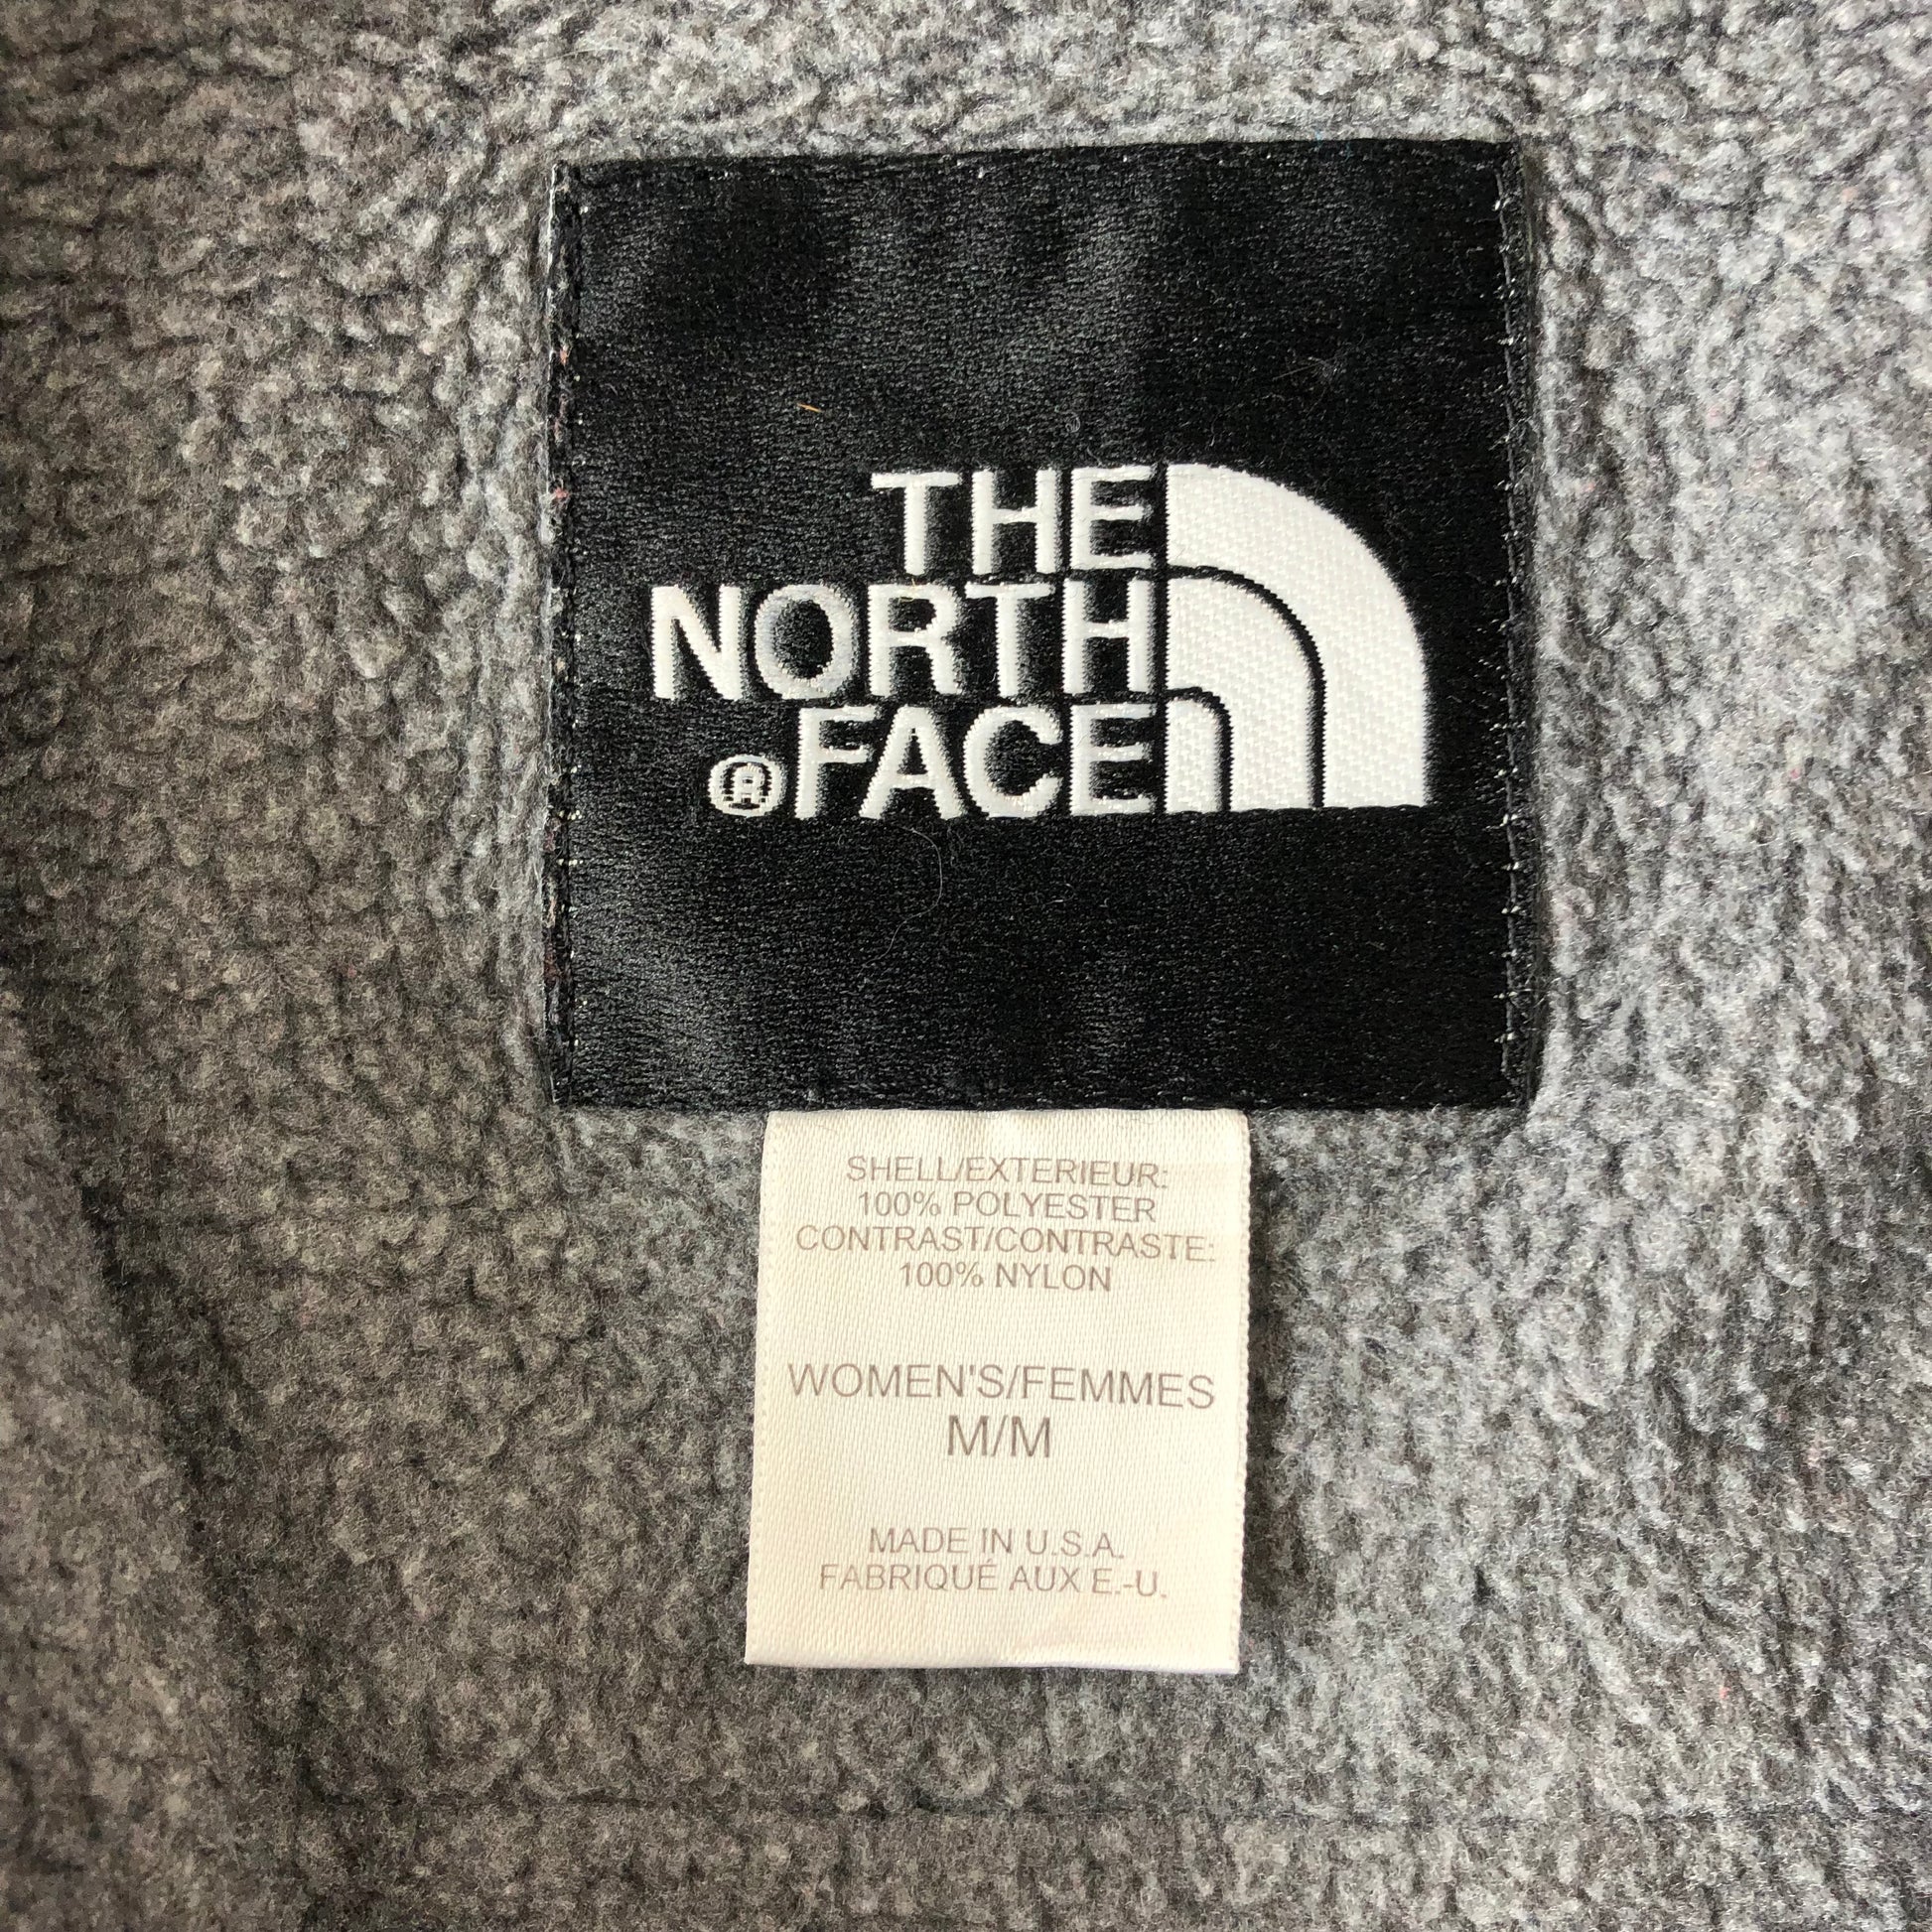 THE
NORTH
® FACE
SHELL/EXTERIEUR:
100% POLYESTER
CONTRAST/CONTRASTE:
100% NYLON
WOMEN'S/FEMMES
M/M
MADE IN U.S.A.
FABRIQUÉ AUX E.-U.